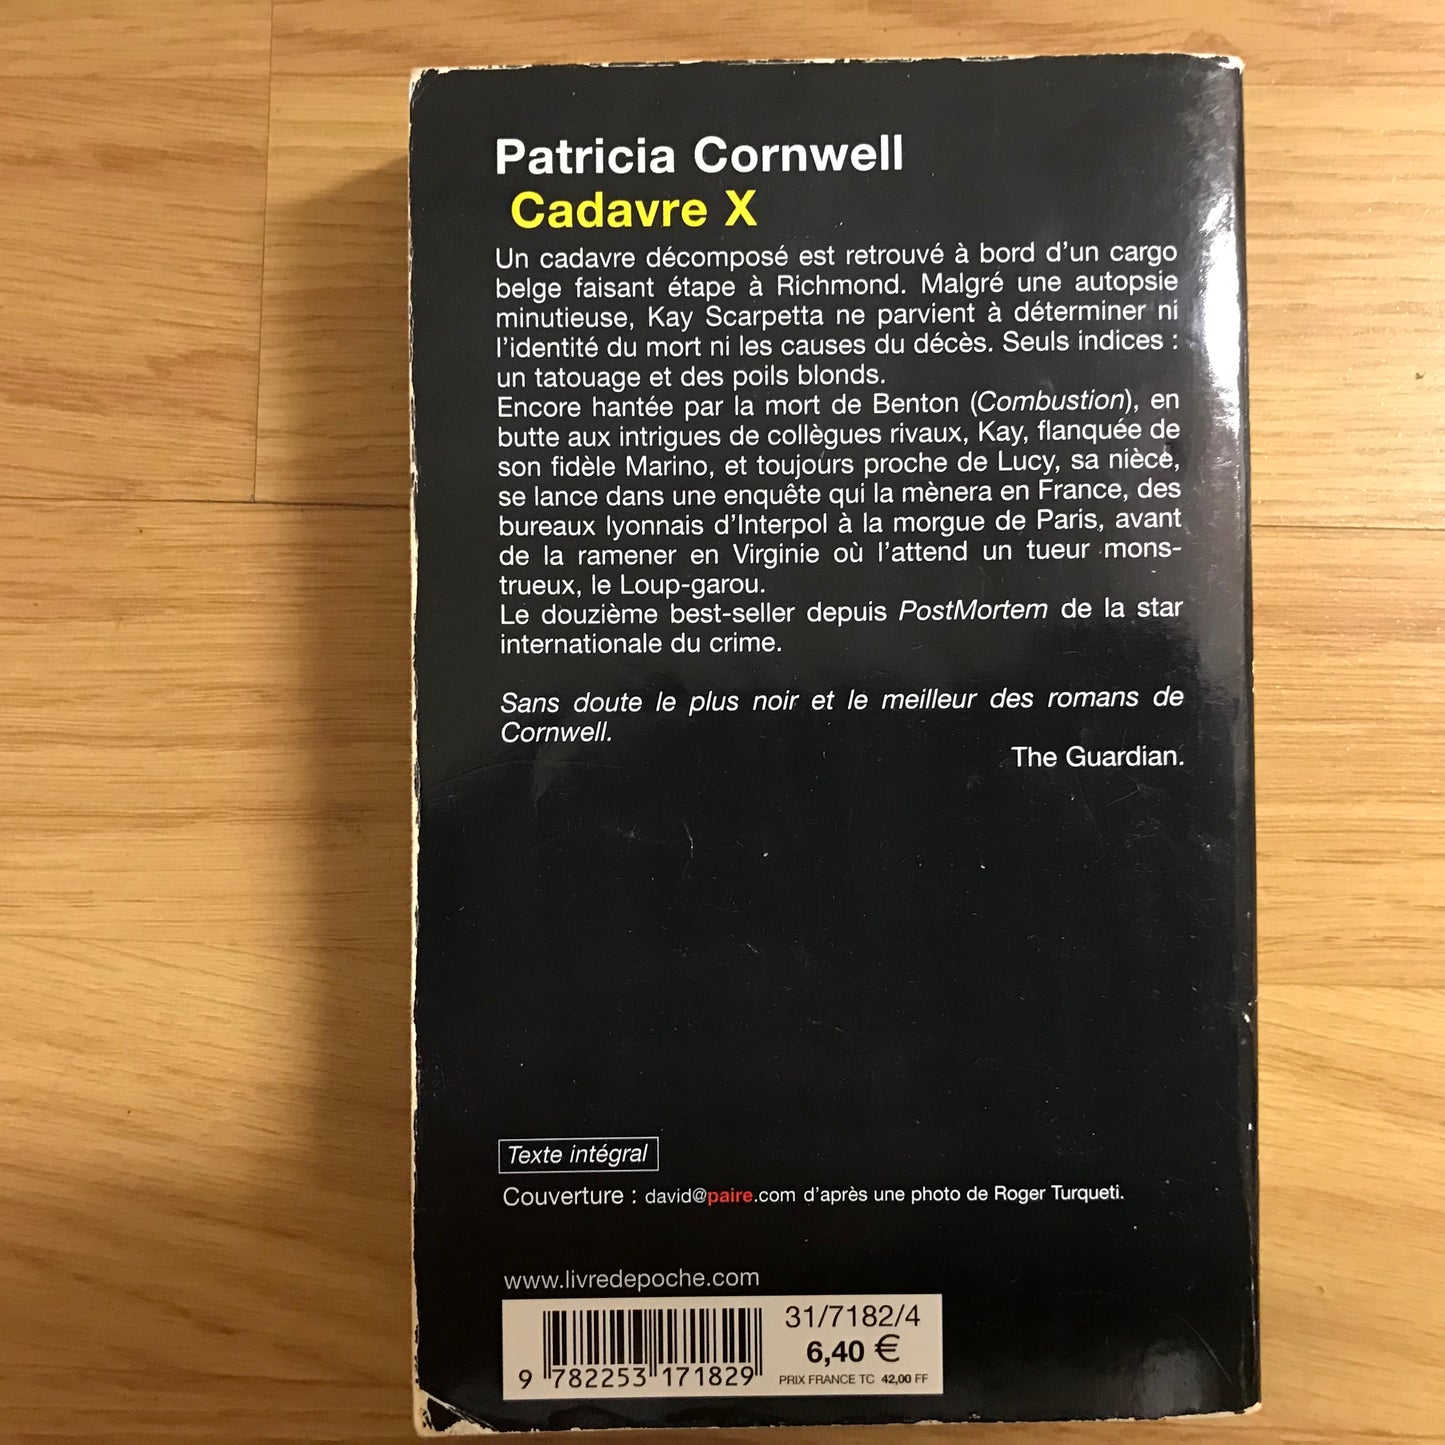 Patricia Cornwell
Cadavre X
Un cadavre décomposé est retrouvé à bord d'un cargo
belge faisant étape à Richmond. Malgré une autopsie
minutieuse, Kay Scarpetta ne parvient à déterminer ni
l'identité du mort ni les causes du décès. Seuls indices :
un tatouage et des poils blonds.
Encore hantée par la mort de Benton (Combustion), en
butte aux intrigues de collègues rivaux, Kay, flanquée de
son fidèle Marino, et toujours proche de Lucy, sa nièce,
se lance dans une enquête qui la mènera en France, des
bureaux lyonnais d'Interpol à la morgue de Paris, avant
de la ramener en Virginie où l'attend un tueur mons-
trueux, le Loup-garou.
Le douzième best-seller depuis PostMortem de la star
internationale du crime.
Sans doute le plus noir et le meilleur des romans de
Cornwell.
The Guardian.
Texte intégral
Couverture : david@paire.com d'après une photo de Roger Turqueti.
www.livredepoche.com
31/7182/4
6,40 €
PRIX FRANCE TC 42,00 FF
9 782253 171829